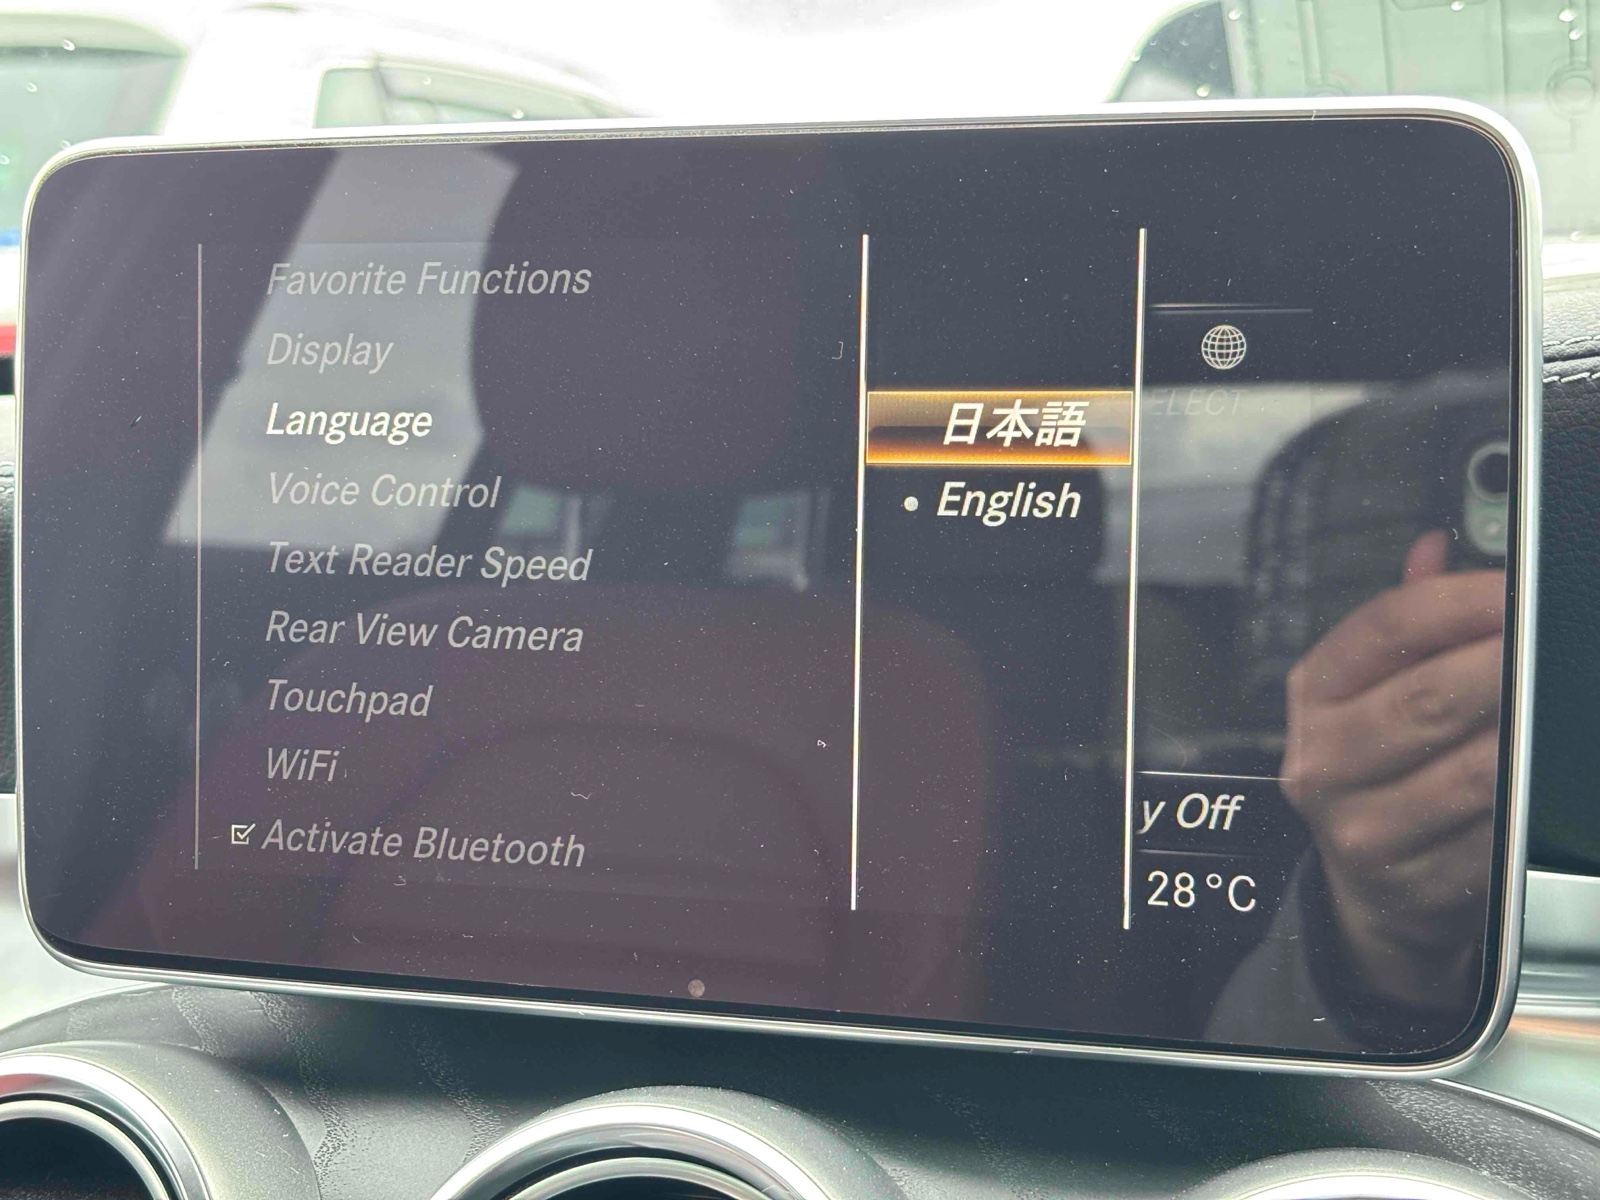 Favorite Functions
Display
Language
Voice Control
Text Reader Speed
Rear View Camera
Touchpad
WiFi
Activate Bluetooth
日本語
English
ELECT
y Off
28°C